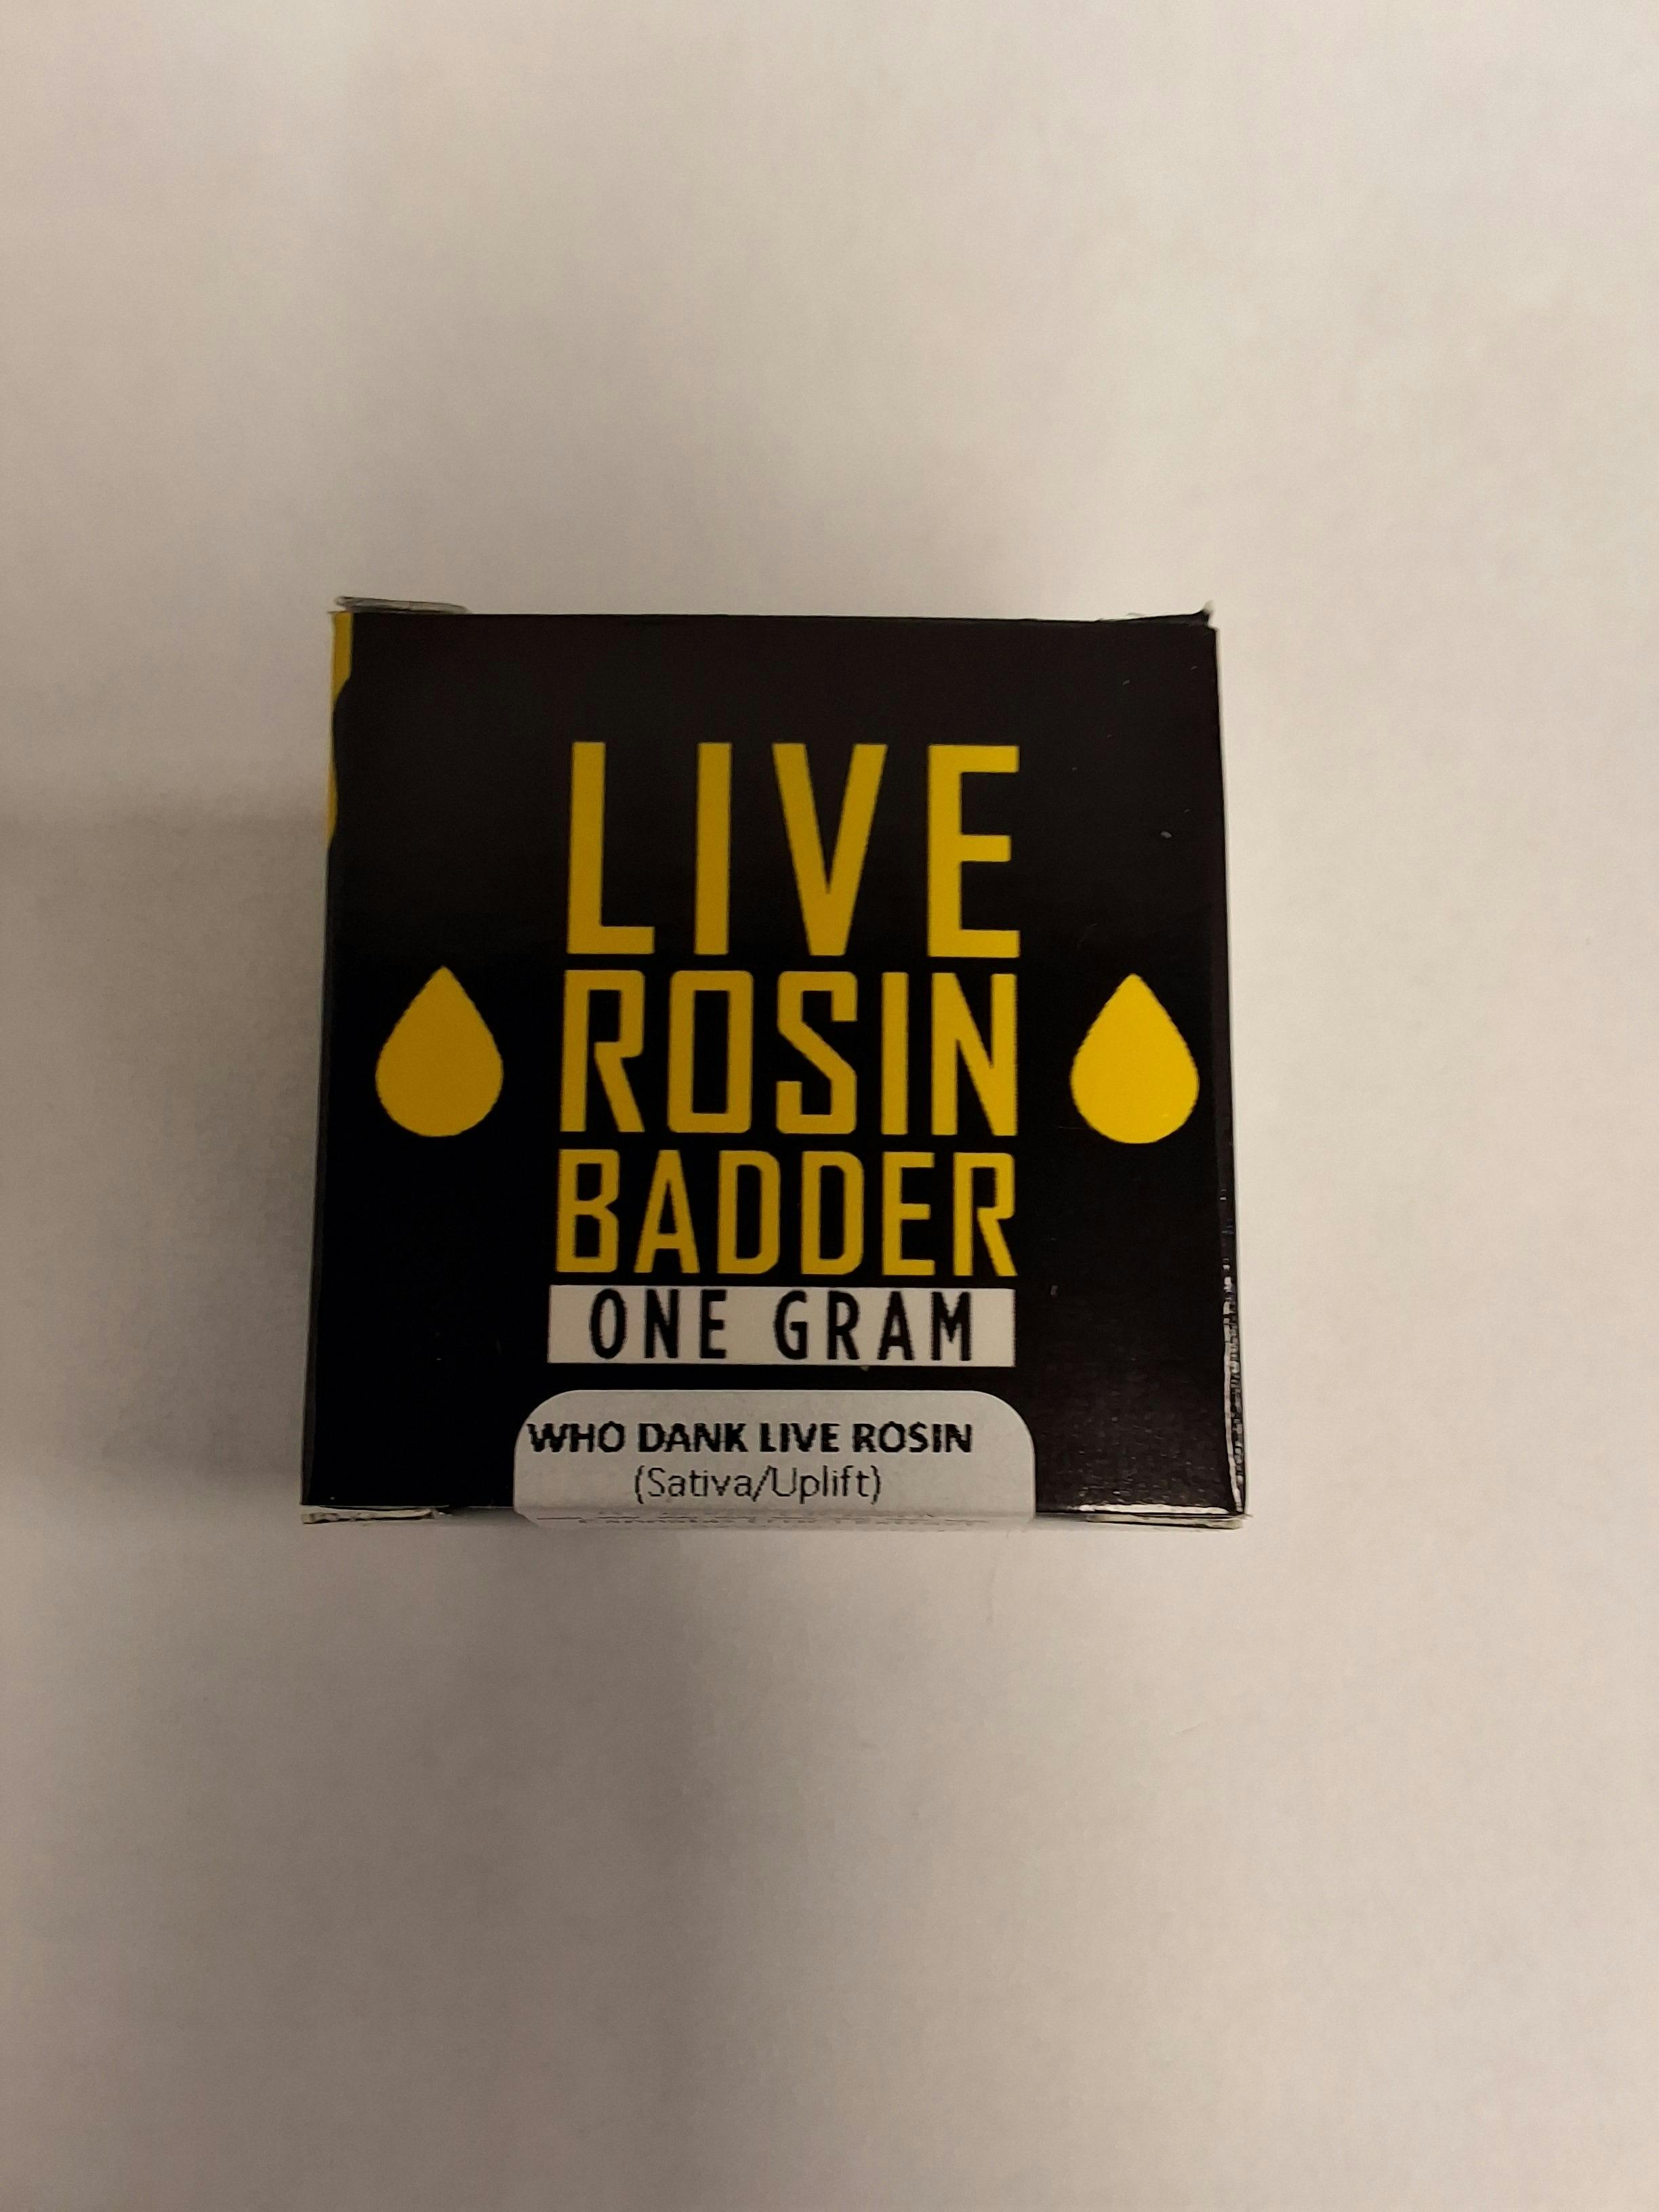 LIVE
ROSIN
BADDER
ONE GRAM
WHO DANK LIVE ROSIN
(Sativa/Uplift)